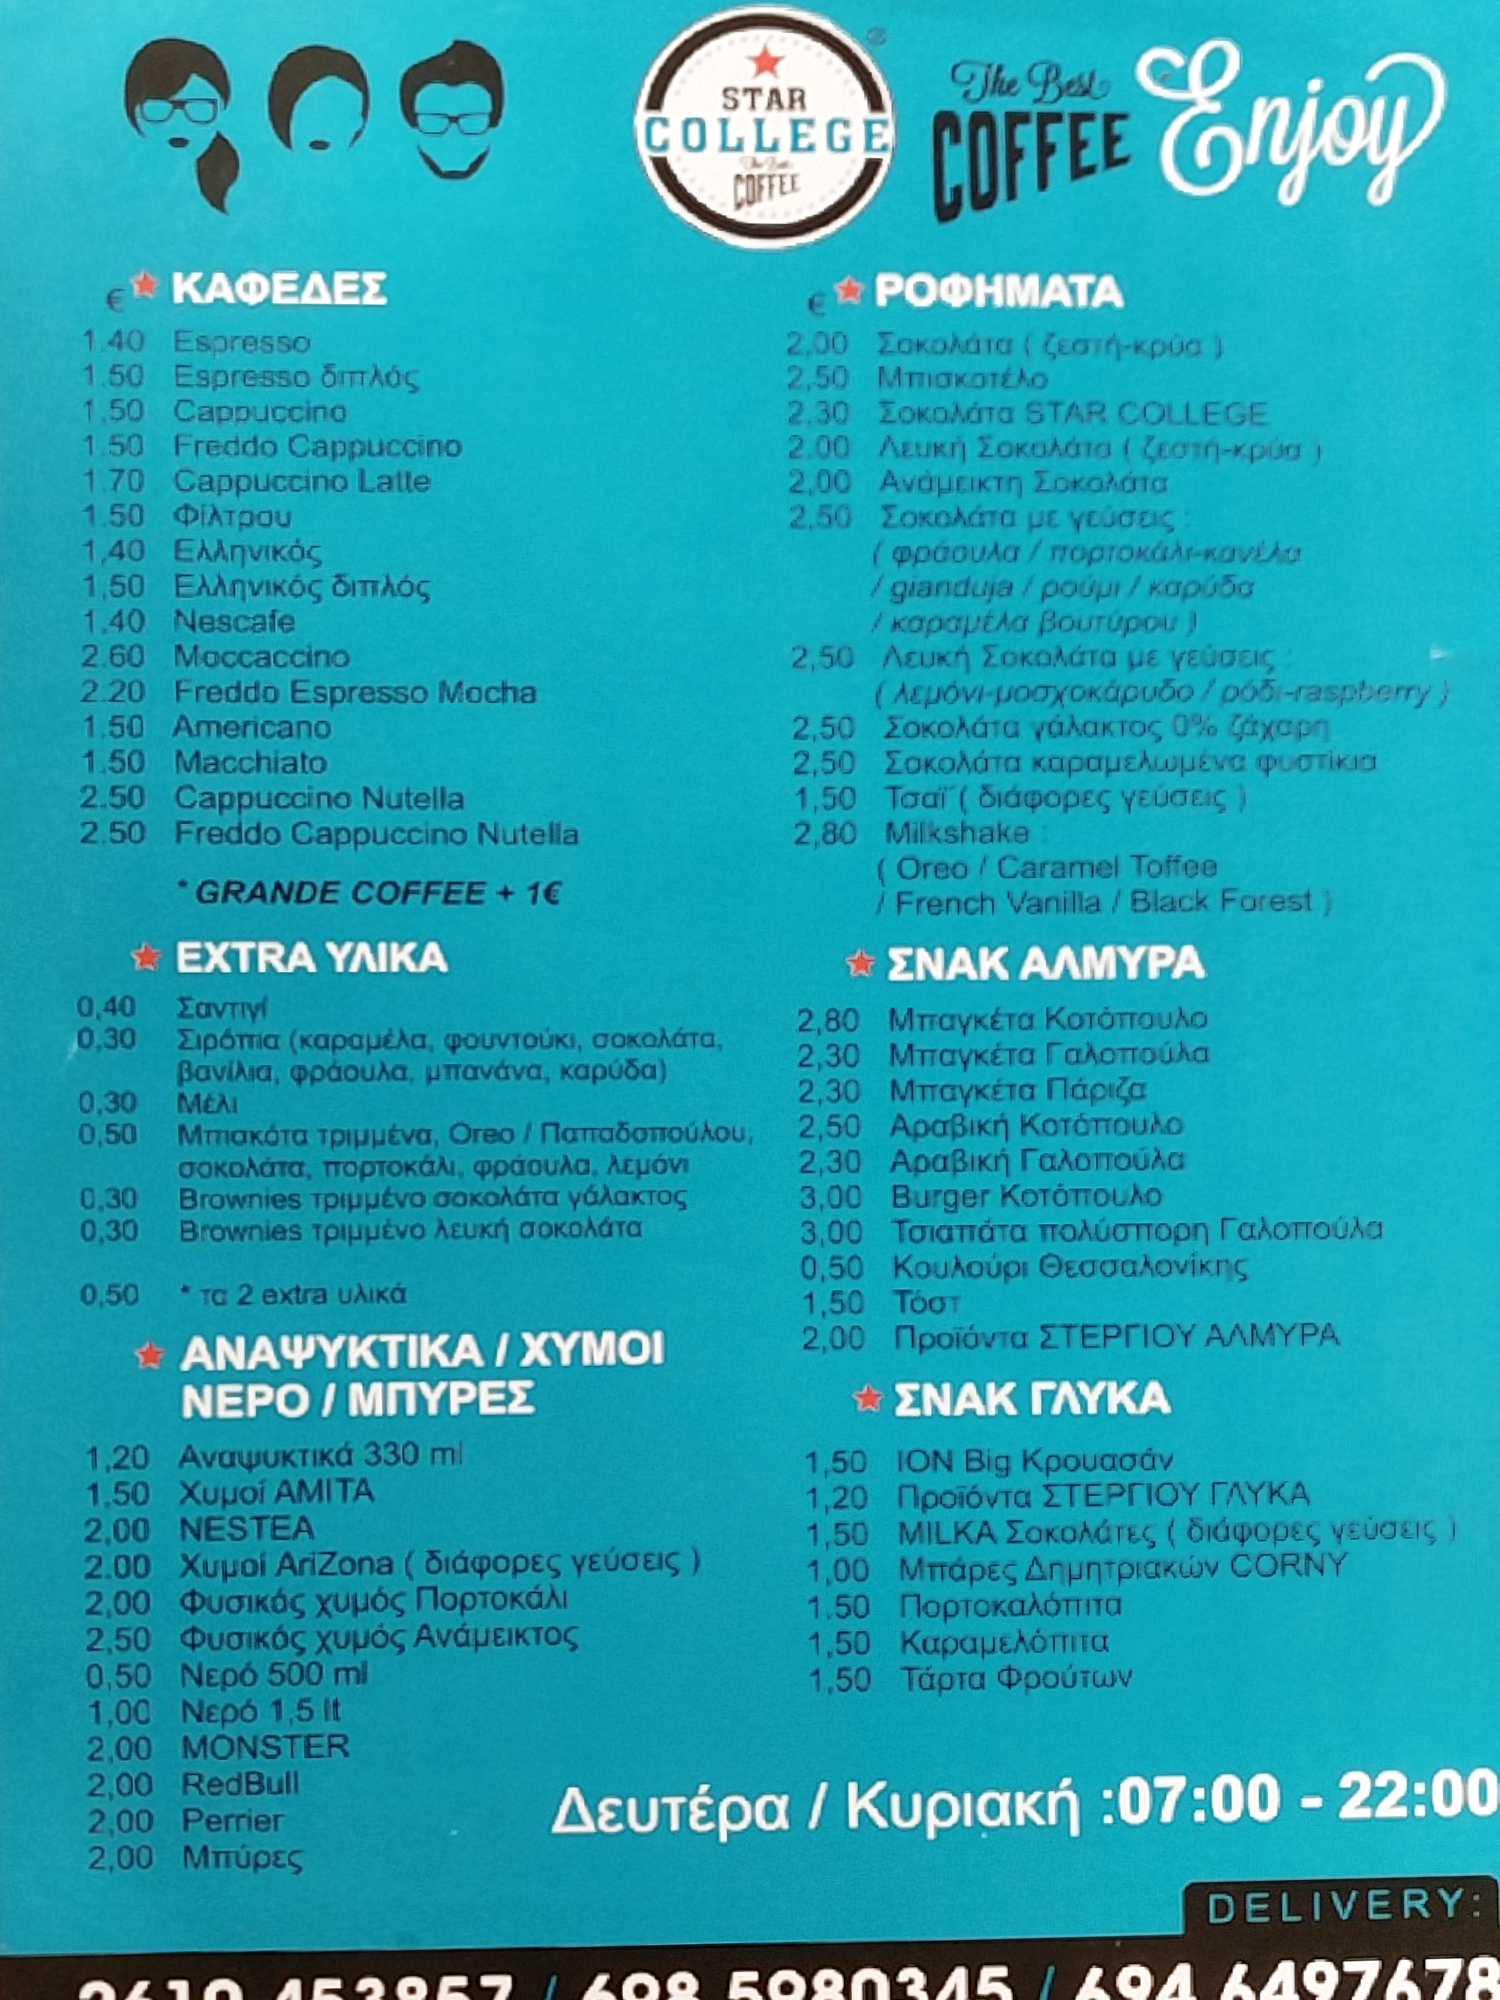 STAR
COLLEGE
The Best
COFFEE
®
The Best
COFFEE
Enjoy
€ ΚΑΦΕΔΕΣ
1.40 Espresso
1.50 Espresso διπλός
1,50 Cappuccino
1.50 Freddo Cappuccino
1.70 Cappuccino Latte
1.50 Φίλτρου
1,40 Ελληνικός
1,50 Ελληνικός διπλός
1.40 Nescafe
2.60 Moccaccino
2.20 Freddo Espresso Mocha
1.50 Americano
1.50 Macchiato
2.50 Cappuccino Nutella
2.50 Freddo Cappuccino Nutella
* GRANDE COFFEE + 1€
EXTRA ΥΛΙΚΑ
0,40 Σαντιγί
0,30 Σιρόπια (καραμέλα, φουντούκι, σοκολάτα,
βανίλια, φράουλα, μπανάνα, καρύδα)
0,30 Μέλι
0,50 Μπισκότα τριμμένα, Oreo / Παπαδοπούλου,
σοκολάτα, πορτοκάλι, φράουλα, λεμόνι
0,30 Brownies τριμμένο σοκολάτα γάλακτος
0,30 Brownies τριμμένο λευκή σοκολάτα
0,50 * τα 2 extra υλικά
ΑΝΑΨΥΚΤΙΚΑ / ΧΥΜΟΙ
ΝΕΡΟ / ΜΠΥΡΕΣ
1,20 Αναψυκτικά 330 ml
1.50 Χυμοί ΑΜΙΤΑ
2,00 NESTEA
2.00 Χυμοί AriZona ( διάφορες γεύσεις )
2,00 Φυσικός χυμός Πορτοκάλι
2,50 Φυσικός χυμός Ανάμεικτος
0,50 Νερό 500 ml
1,00 Νερό 1,5 lt
2,00 MONSTER
2,00 RedBull
2,00 Perrier
2,00 Μπύρες
€ ΡΟΦΗΜΑΤΑ
2,00 Σοκολάτα ( ζεστή-κρύα )
2,50 Μπισκοτέλο
2.30 Σοκολάτα STAR COLLEGE
2.00 Λευκή Σοκολάτα ( ζεστή-κρύα )
2,00 Ανάμεικτη Σοκολάτα
2,50 Σοκολάτα με γεύσεις :
( φράουλα / πορτοκάλι-κανέλα
/ gianduja / ρούμι / καρύδα
/ καραμέλα βουτύρου )
2,50 Λευκή Σοκολάτα με γεύσεις :
( λεμόνι-μοσχοκάρυδο / ρόδι-raspberry )
2,50 Σοκολάτα γάλακτος 0% ζάχαρη
2,50 Σοκολάτα καραμελωμένα φυστίκια
1,50 Τσαϊ ( διάφορες γεύσεις )
2,80 Milkshake :
( Oreo / Caramel Toffee
/ French Vanilla / Black Forest )
ΣΝΑΚ ΑΛΜΥΡΑ
2,80 Μπαγκέτα Κοτόπουλο
2,30 Μπαγκέτα Γαλοπούλα
2,30 Μπαγκέτα Πάριζα
2,50 Αραβική Κοτόπουλο
2,30 Αραβική Γαλοπούλα
3,00 Burger Κοτόπουλο
3,00 Τσιαπάτα πολύσπορη Γαλοπούλα
0,50 Κουλούρι Θεσσαλονίκης
1,50 Τόστ
2,00 Προϊόντα ΣΤΕΡΓΙΟΥ ΑΛΜΥΡΑ
ΣΝΑΚ ΓΛΥΚΑ
1,50 ΙΟΝ Big Κρουασάν
1,20 Προϊόντα ΣΤΕΡΓΙΟΥ ΓΛΥΚΑ
1,50 MILKA Σοκολάτες ( διάφορες γεύσεις )
1,00 Μπάρες Δημητριακών CORNY
1.50 Πορτοκαλόπιτα
1,50 Καραμελόπιτα
1,50 Τάρτα Φρούτων
Δευτέρα / Κυριακή :07:00 - 22:00
DELIVERY:
2610 453857 / 698 5980345 / 694 6497678